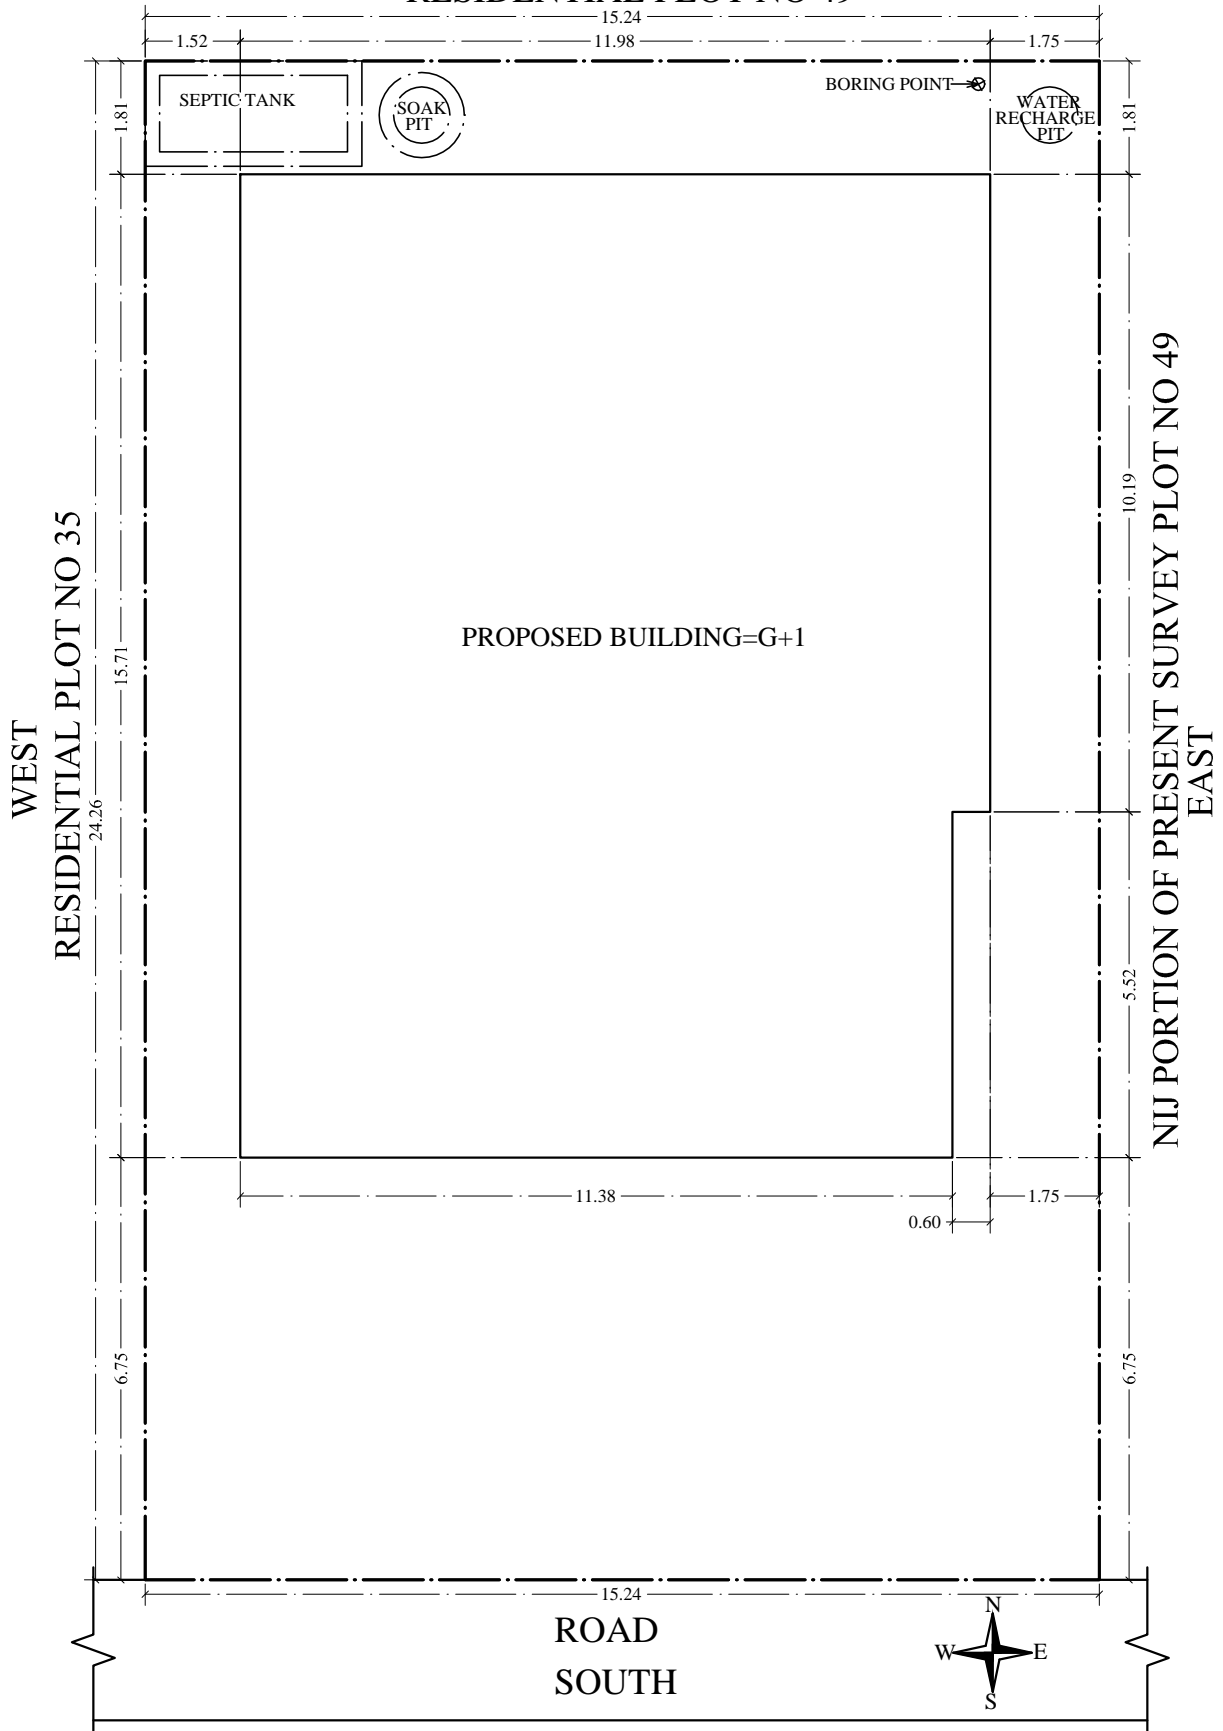 RESIDENTIAL PLOT NO 49
15.24
1.52
11.98
1.75
SEPTIC TANK
SOAK
PIT
BORING POINT
WATER
RECHARGE
PIT
1.81
1.81
WEST
RESIDENTIAL PLOT NO 35
24.26
15.71
PROPOSED BUILDING=G+1
10.19
NIJ PORTION OF PRESENT SURVEY PLOT NO 49
EAST
5.52
11.38
1.75
0.60
6.75
6.75
15.24
ROAD
SOUTH
N
W
E
S